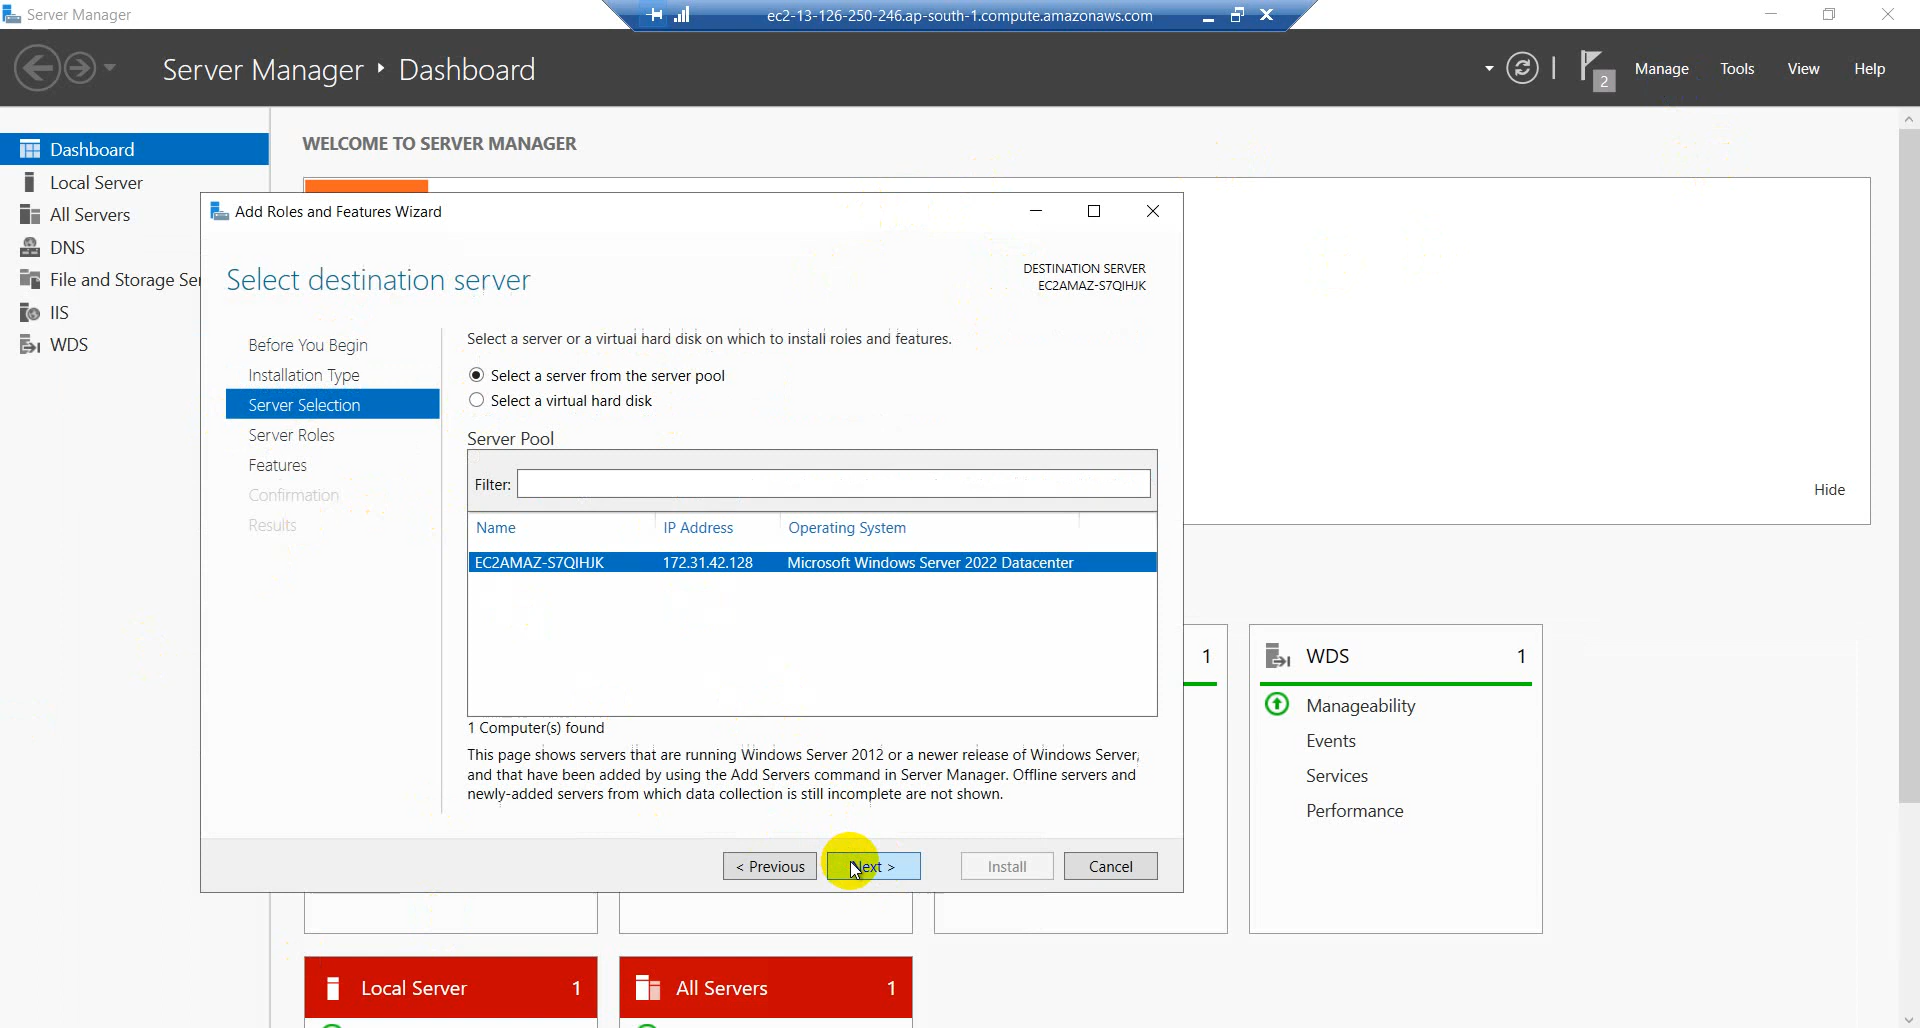 Server Manager
ec2-13-126-250-246.ap-south-1.compute.amazonaws.com
Server Manager ‣ Dashboard
2
Manage
Tools
View
Help
Dashboard
Local Server
All Servers
DNS
File and Storage Ser
IIS
WDS
WELCOME TO SERVER MANAGER
Hide
Add Roles and Features Wizard
Select destination server
DESTINATION SERVER
EC2AMAZ-S7QIHJK
Before You Begin
Installation Type
Server Selection
Server Roles
Features
Confirmation
Results
Select a server or a virtual hard disk on which to install roles and features.
Select a server from the server pool
Select a virtual hard disk
Server Pool
Filter:
Name IP Address Operating System
EC2AMAZ-S7QIHJK 172.31.42.128 Microsoft Windows Server 2022 Datacenter
1 Computer(s) found
This page shows servers that are running Windows Server 2012 or a newer release of Windows Server,
and that have been added by using the Add Servers command in Server Manager. Offline servers and
newly-added servers from which data collection is still incomplete are not shown.
< Previous
Next >
Install
Cancel
1
WDS 1
Manageability
Events
Services
Performance
Local Server 1
All Servers 1